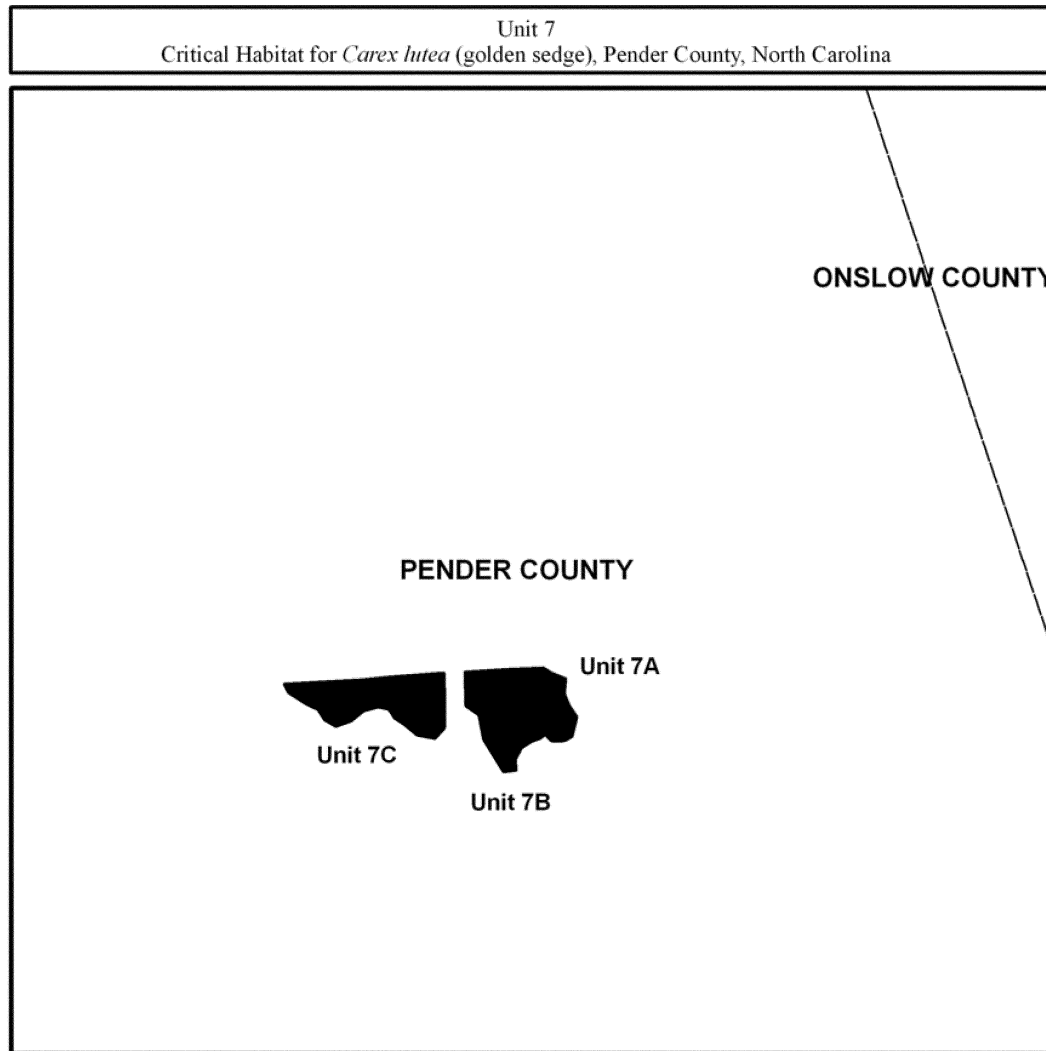 Unit 7
Critical Habitat for Carex lutea (golden sedge), Pender County, North Carolina
ONSLOW COUNTY
PENDER COUNTY
Unit 7A
Unit 7C
Unit 7B